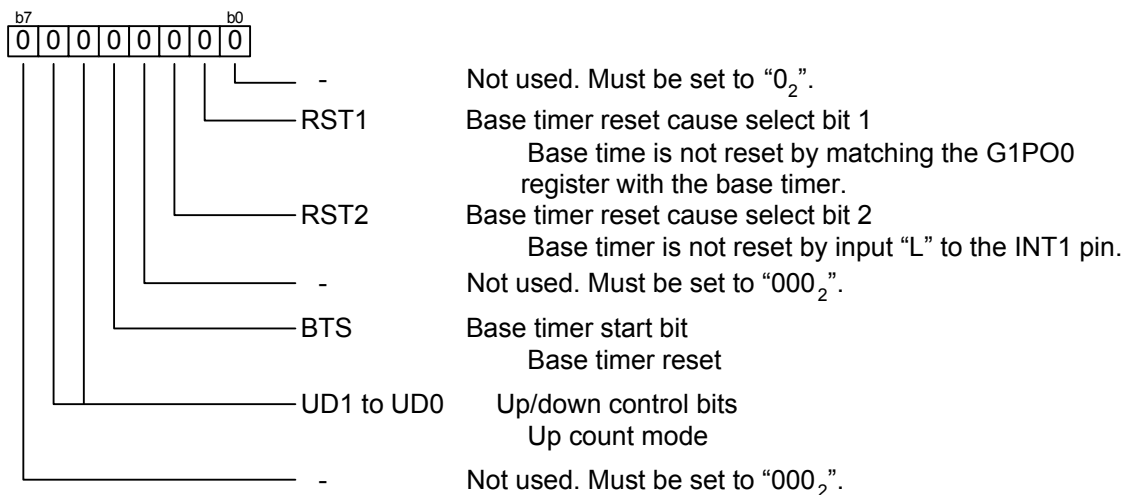 b7 b0
0 0 0 0 0 0 0 0
- Not used. Must be set to “0₂”.
RST1 Base timer reset cause select bit 1
Base time is not reset by matching the G1PO0
register with the base timer.
RST2 Base timer reset cause select bit 2
Base timer is not reset by input “L” to the INT1 pin.
- Not used. Must be set to “000₂”.
BTS Base timer start bit
Base timer reset
UD1 to UD0 Up/down control bits
Up count mode
- Not used. Must be set to “000₂”.